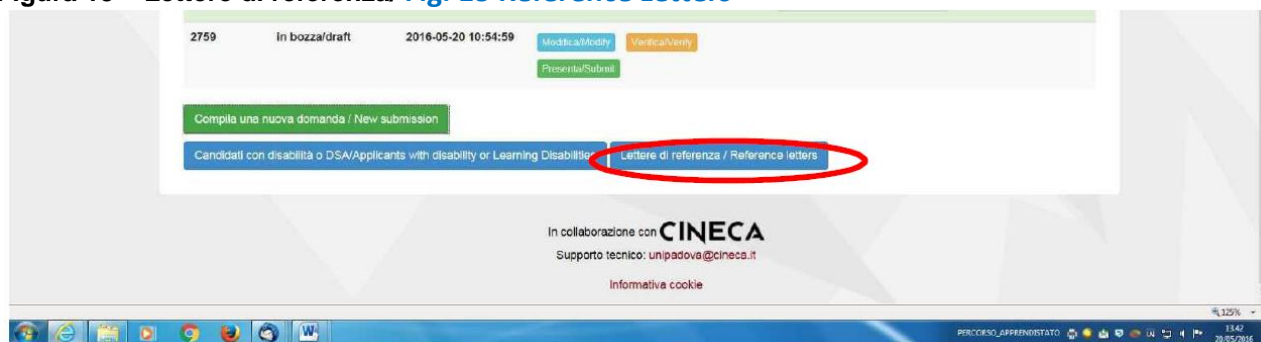 Figura 18 – Lettere di referenza/ Fig. 18 Reference Letters
2759 in bozza/draft 2016-05-20 10:54:59 Modifica/Modify Verifica/Verify
Presenta/Submit
Compila una nuova domanda / New submission
Candidati con disabilità o DSA/Applicants with disability or Learning Disabilities Lettere di referenza / Reference letters
In collaborazione con CINECA
Supporto tecnico: unipadova@cineca.it
Informativa cookie
125%
PERCORSO_APPRENDISTATO 13.42
20/05/2016